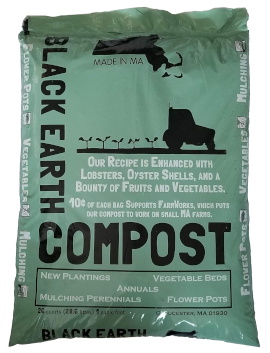 MADE IN MA
BLACK EARTH
COMPOST
Flower Pots
Vegetables
Mulching
Mulching
Vegetables
Flower Pots
Our Recipe is Enhanced with
Lobsters, Oyster Shells, and a
Bounty of Fruits and Vegetables.
10¢ of each bag Supports FarmWorks, which puts
our compost to work on small MA farms.
New Plantings
Vegetable Beds
Annuals
Mulching Perennials
Flower Pots
MA 01930
BLACK EARTH